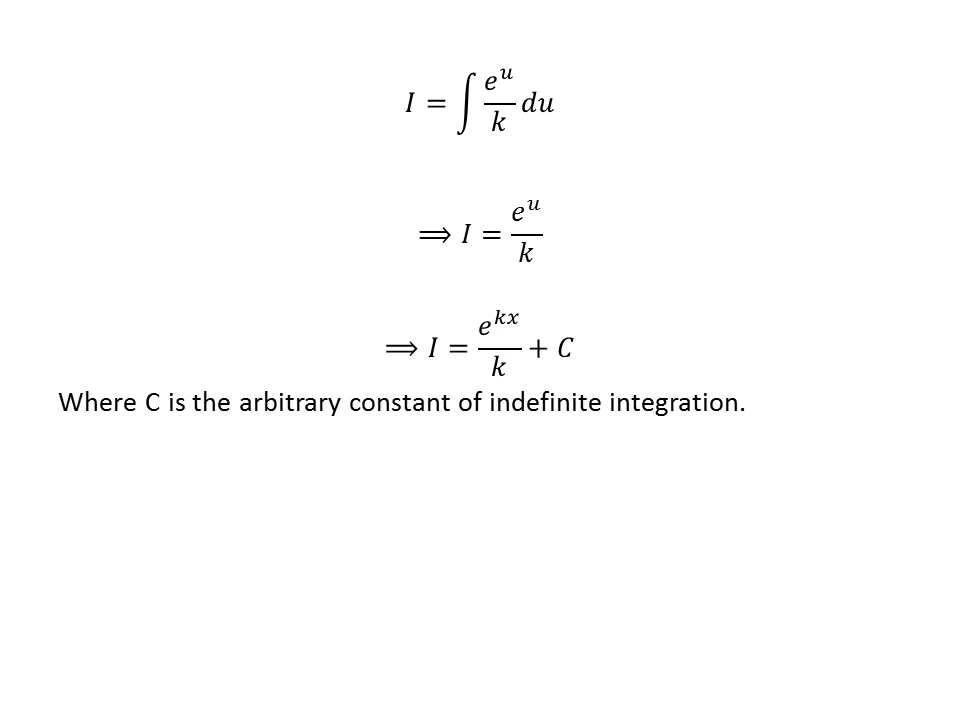 𝐼 = ∫ 𝑒^𝑢/𝑘 𝑑𝑢
⟹ 𝐼 = 𝑒^𝑢/𝑘
⟹ 𝐼 = 𝑒^𝑘𝑥/𝑘 + 𝐶
Where C is the arbitrary constant of indefinite integration.